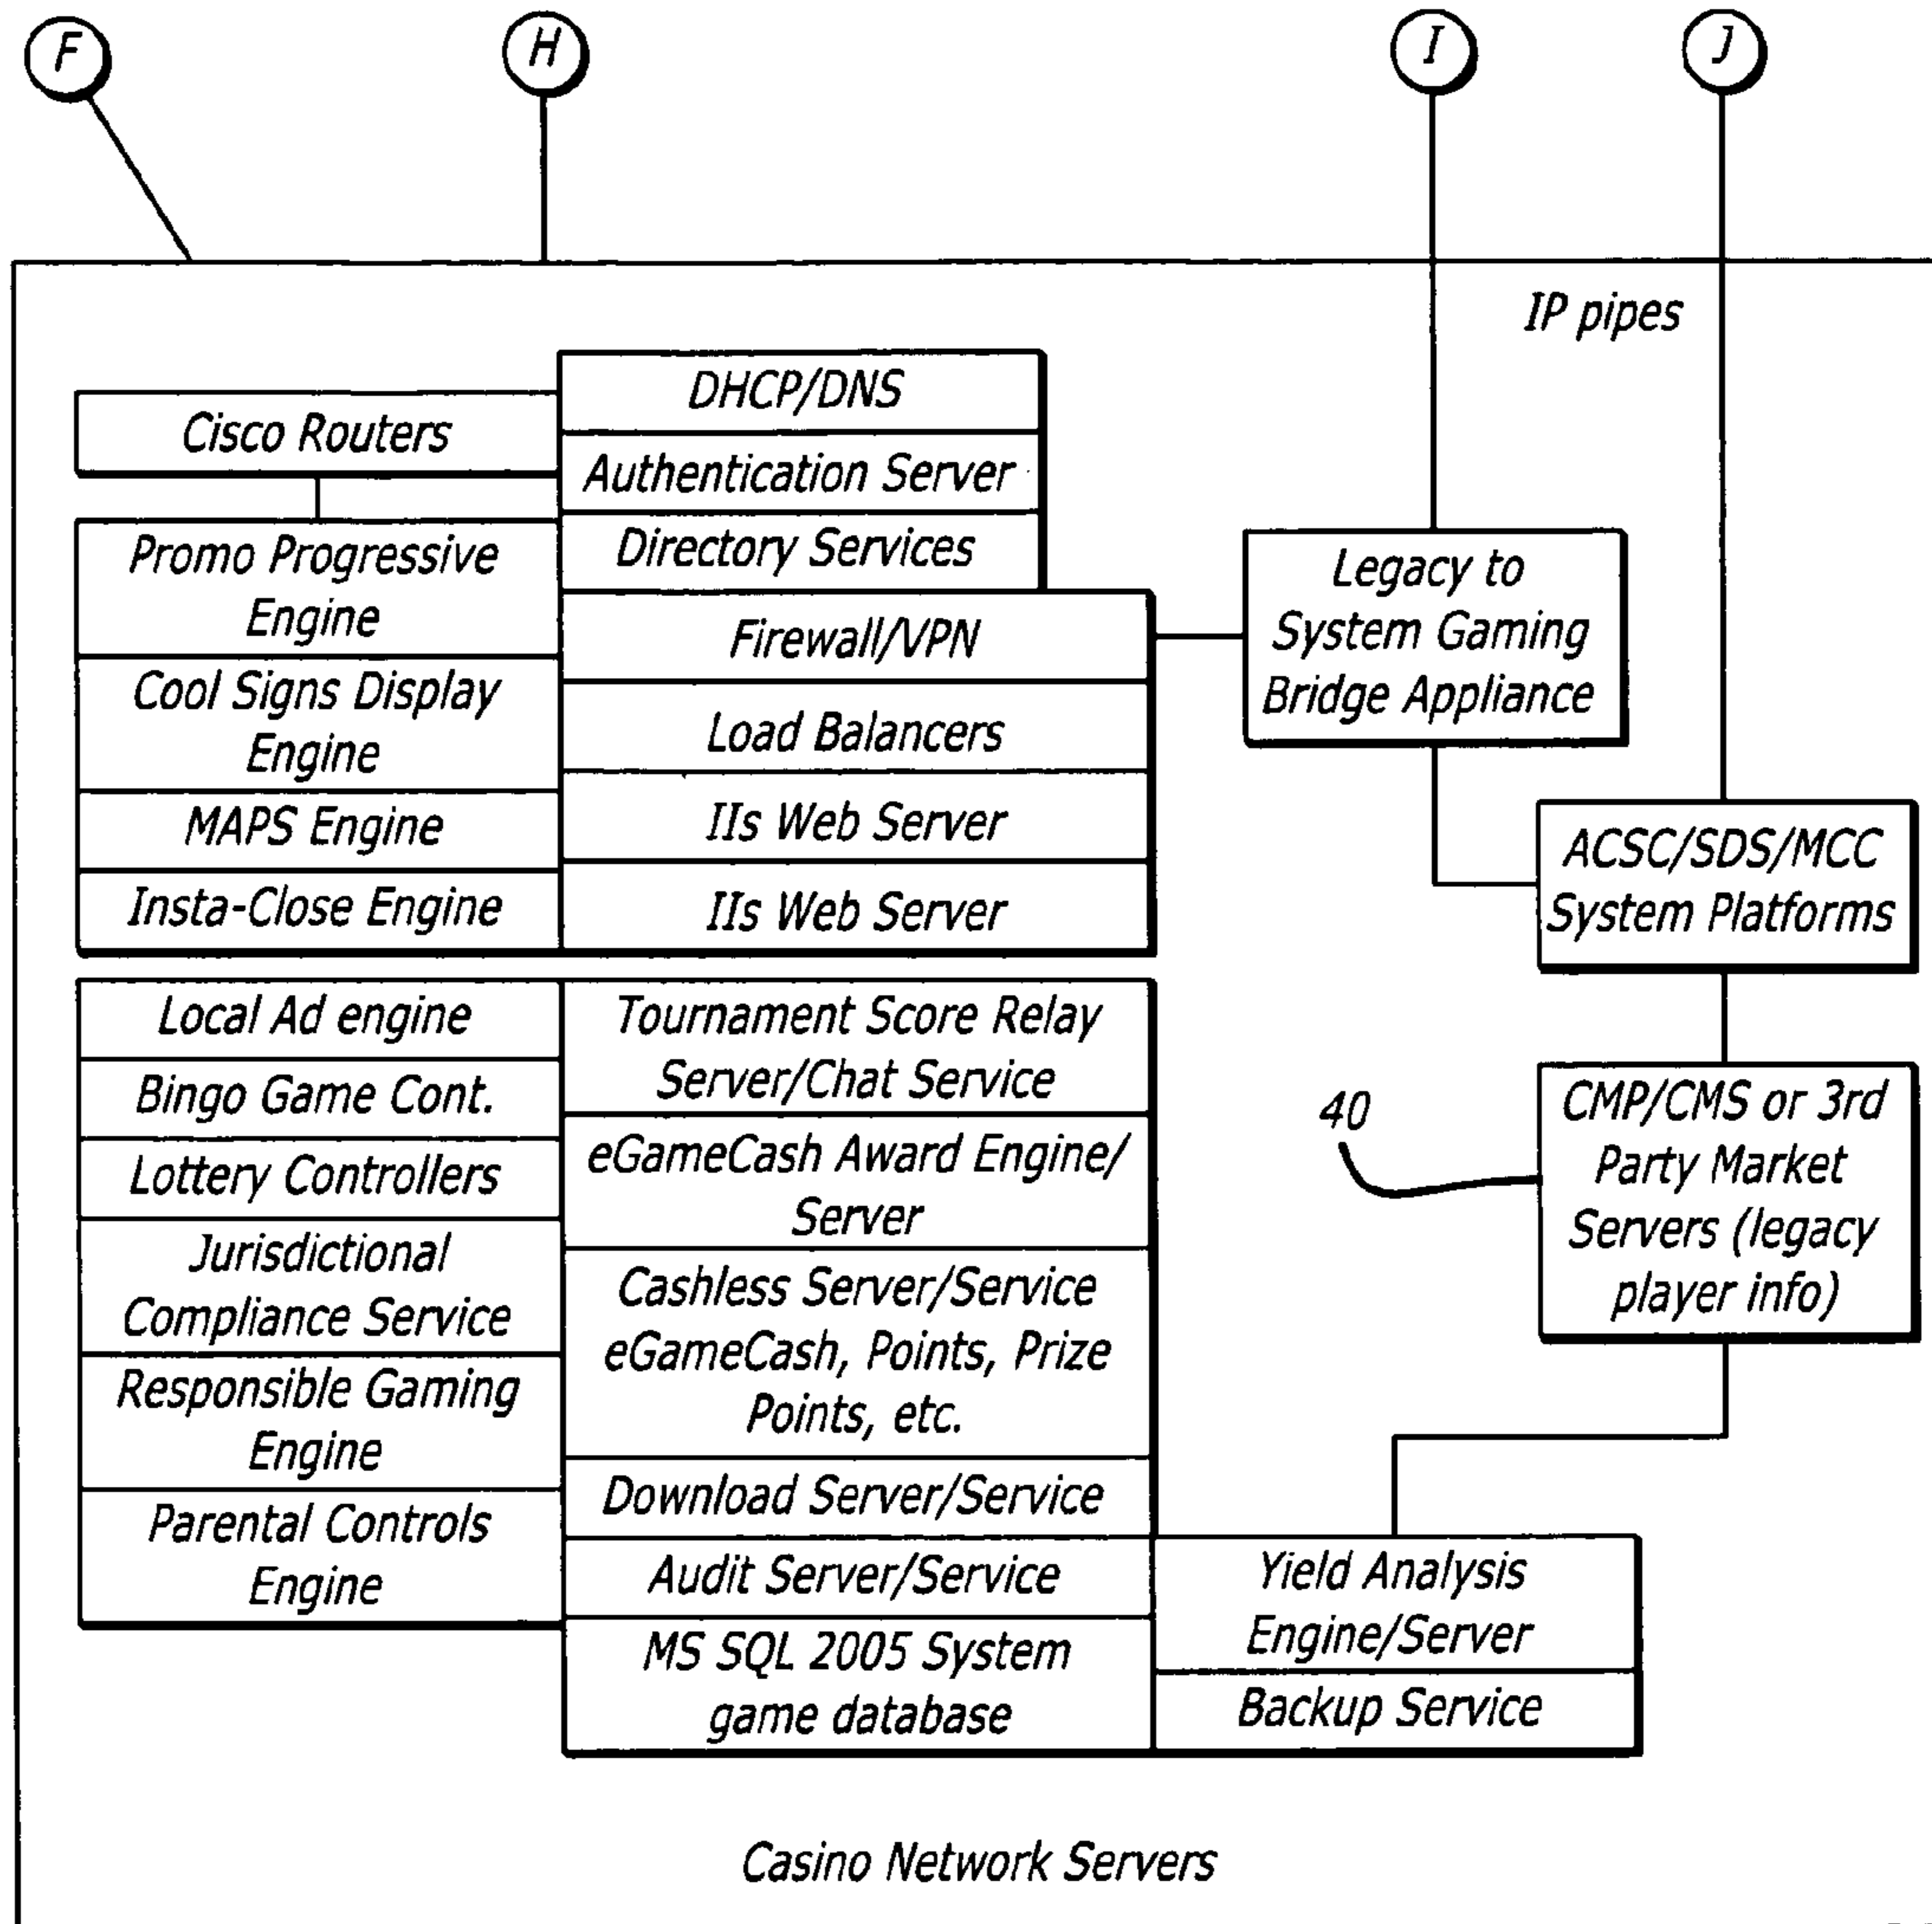 F
H
I
J
IP pipes
DHCP/DNS
Cisco Routers
Authentication Server
Directory Services
Promo Progressive
Engine
Firewall/VPN
Cool Signs Display
Engine
Load Balancers
MAPS Engine
IIs Web Server
Insta-Close Engine
IIs Web Server
Legacy to
System Gaming
Bridge Appliance
ACSC/SDS/MCC
System Platforms
Local Ad engine
Bingo Game Cont.
Lottery Controllers
Jurisdictional
Compliance Service
Responsible Gaming
Engine
Parental Controls
Engine
Tournament Score Relay
Server/Chat Service
eGameCash Award Engine/
Server
Cashless Server/Service
eGameCash, Points, Prize
Points, etc.
Download Server/Service
Audit Server/Service
MS SQL 2005 System
game database
40
CMP/CMS or 3rd
Party Market
Servers (legacy
player info)
Yield Analysis
Engine/Server
Backup Service
Casino Network Servers